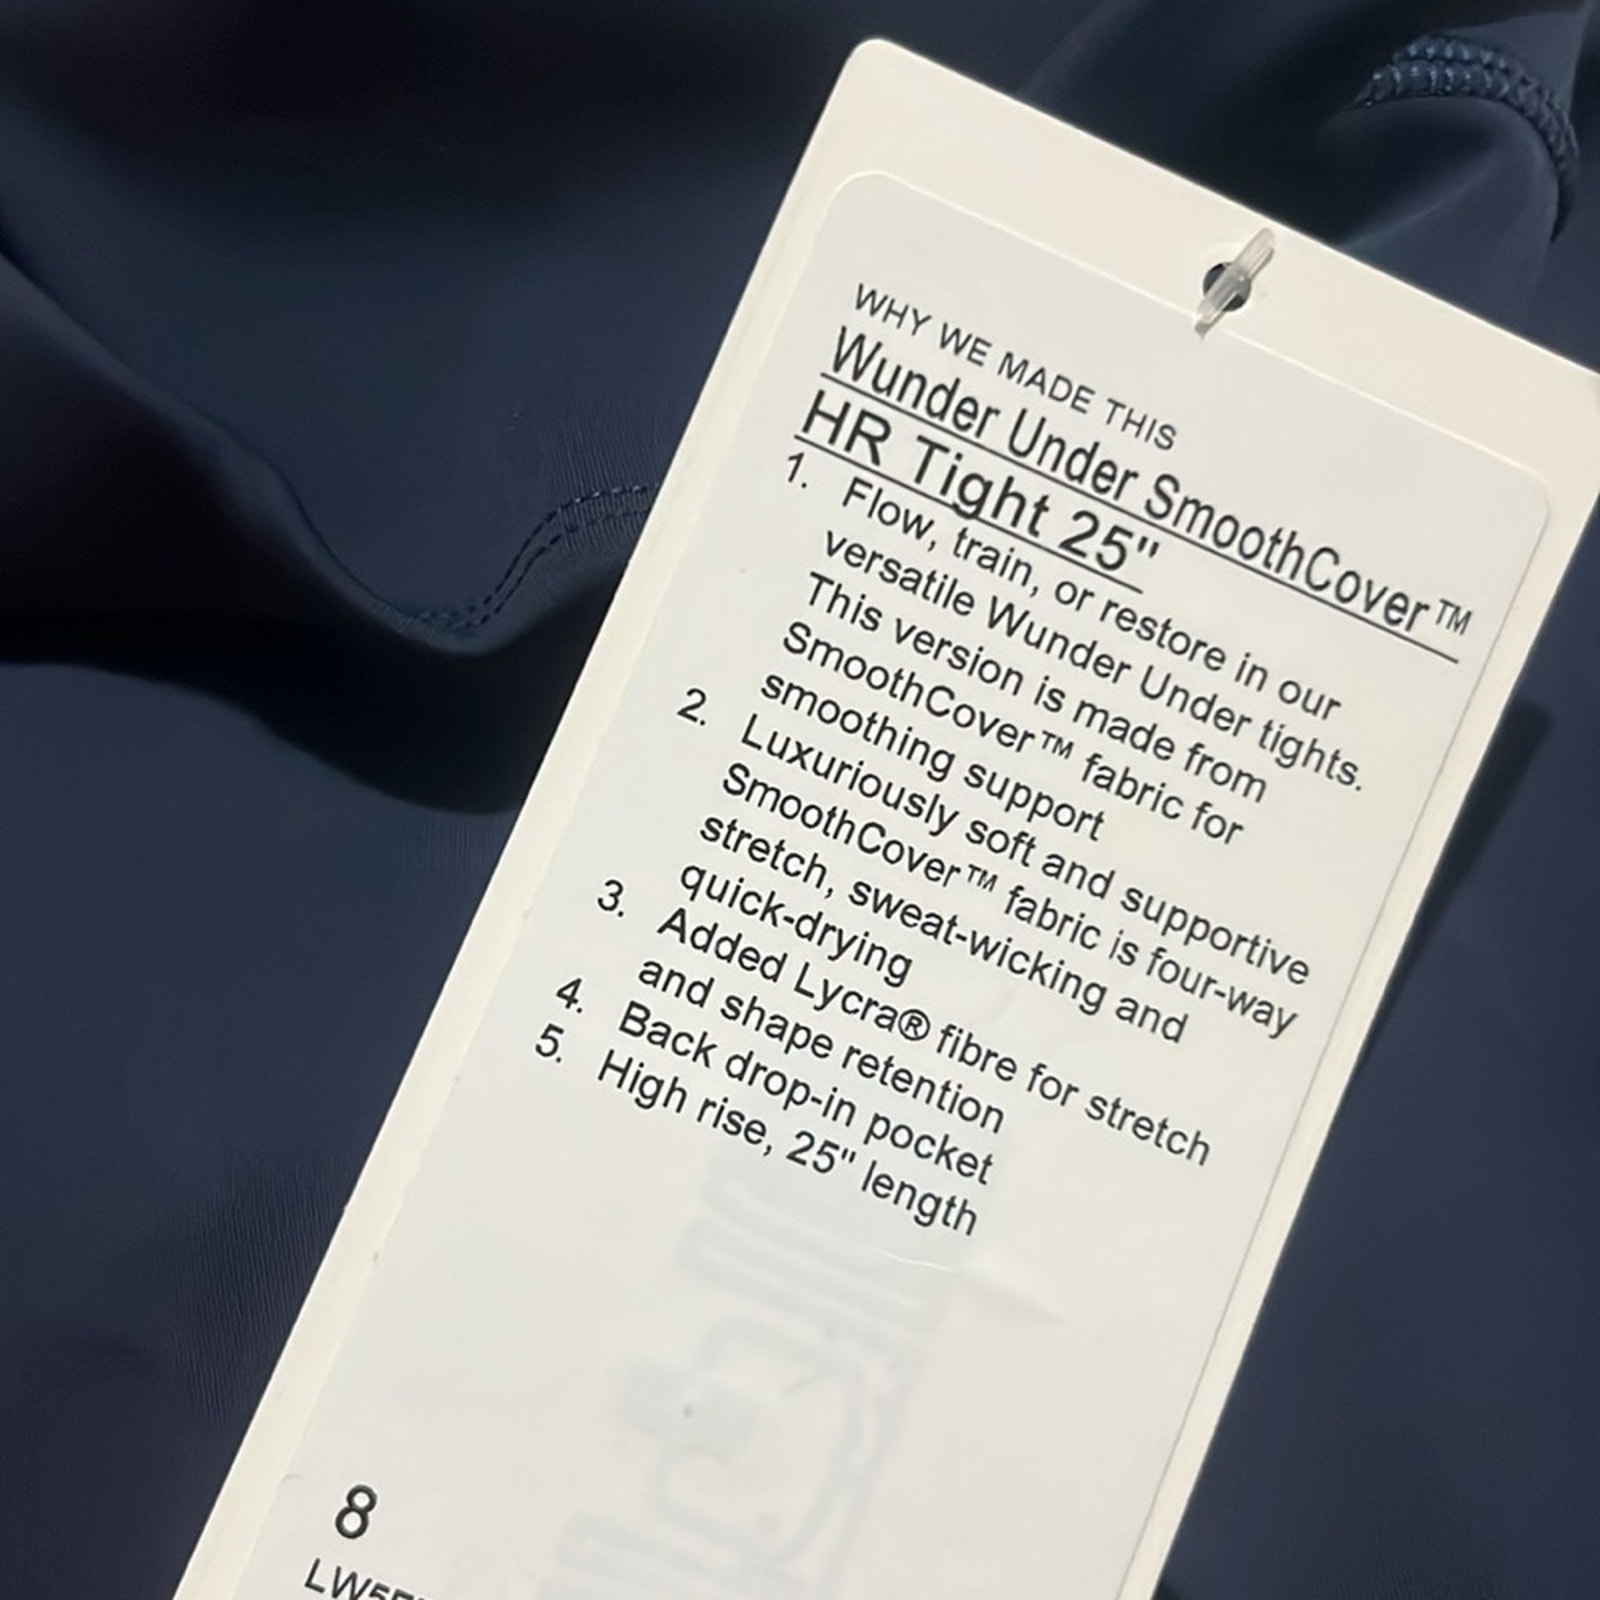 WHY WE MADE THIS
Wunder Under SmoothCover™
HR Tight 25"
1. Flow, train, or restore in our
versatile Wunder Under tights.
This version is made from
SmoothCover™ fabric for
smoothing support
2. Luxuriously soft and supportive
SmoothCover™ fabric is four-way
stretch, sweat-wicking and
quick-drying
3. Added Lycra® fibre for stretch
and shape retention
4. Back drop-in pocket
5. High rise, 25" length
8